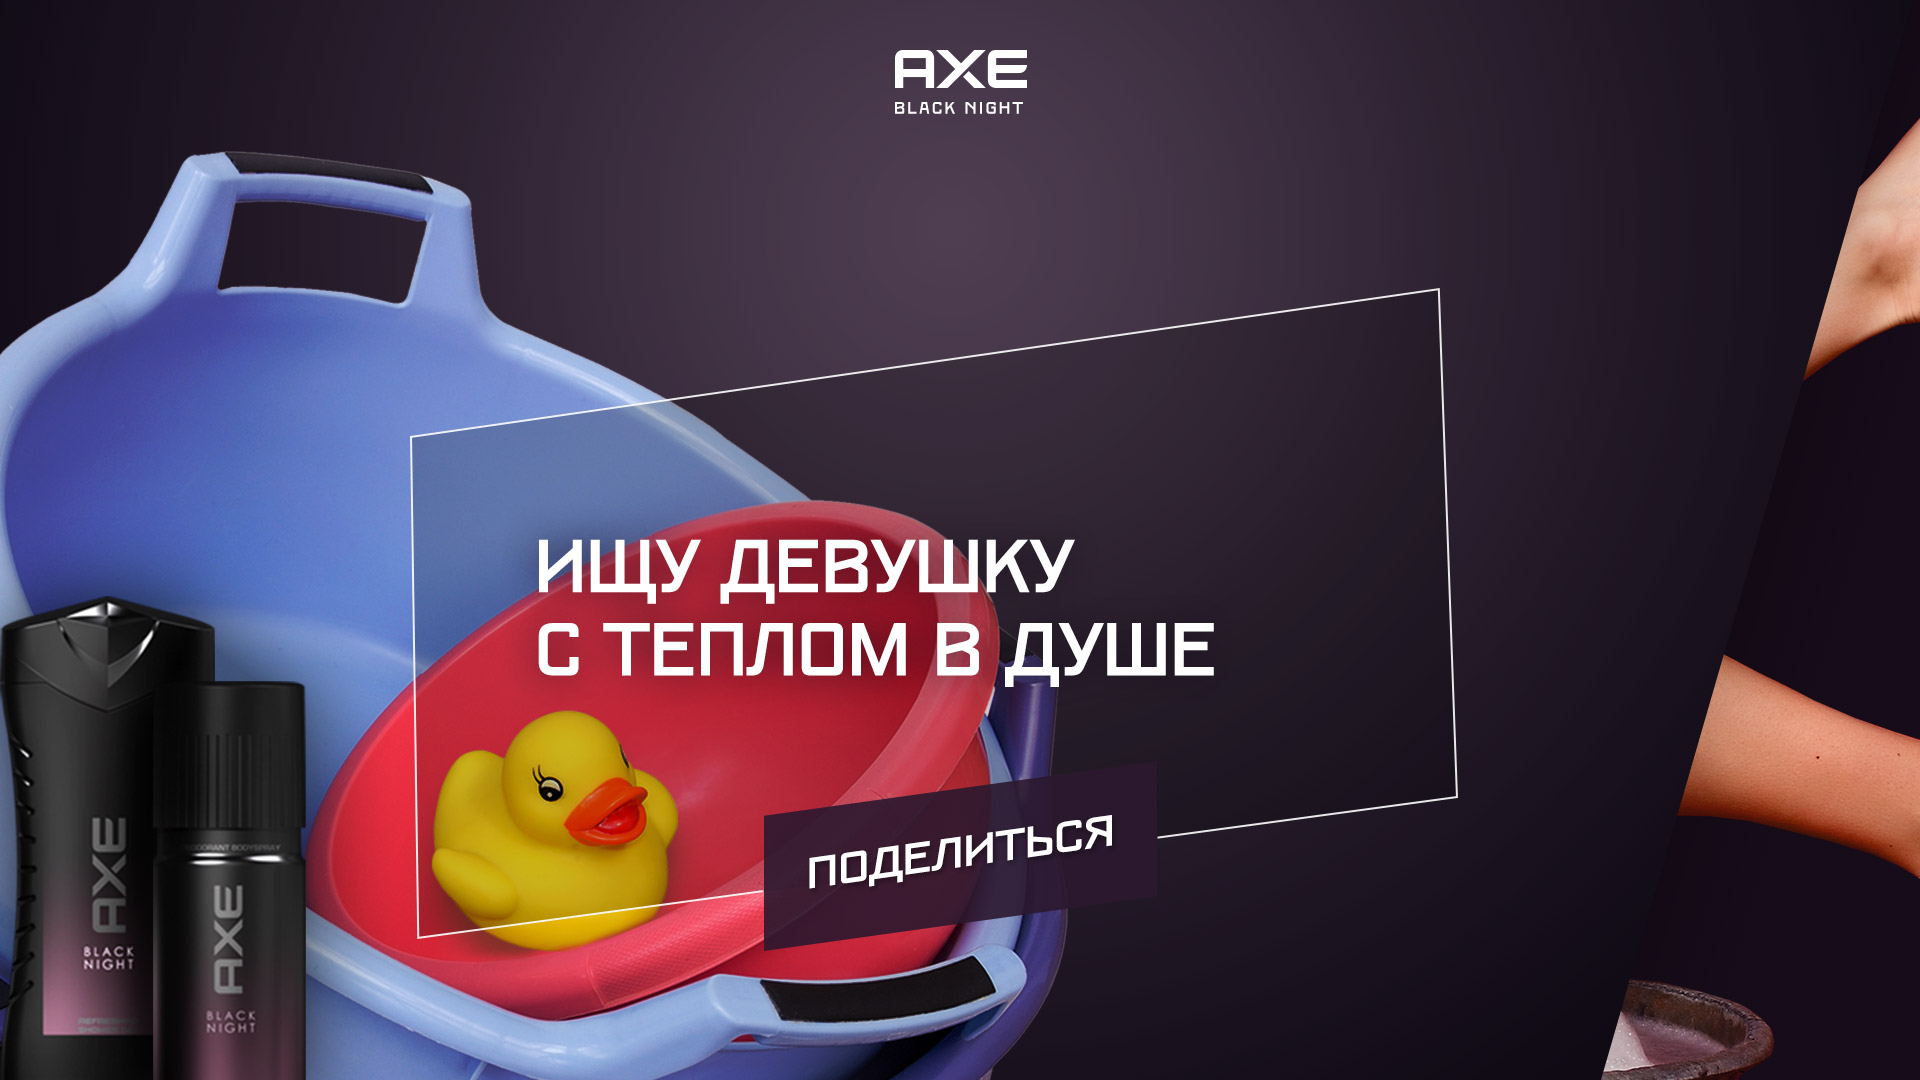 AXE
BLACK NIGHT
ИЩУ ДЕВУШКУ
С ТЕПЛОМ В ДУШЕ
ПОДЕЛИТЬСЯ
AXE
BLACK
NIGHT
DEODORANT BODYSPRAY
AXE
BLACK
NIGHT